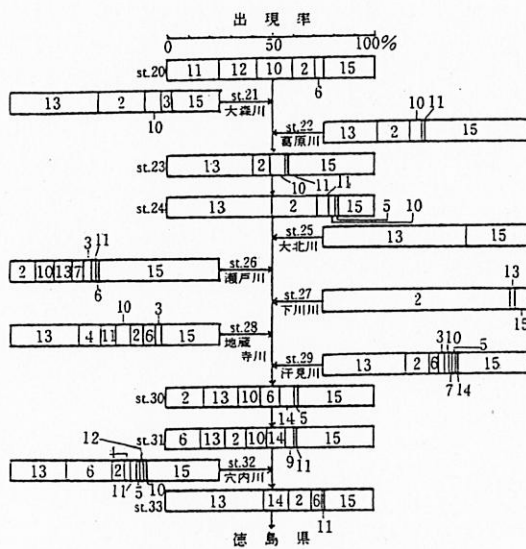 出現率
0 50 100%
st.20 11 12 10 2 15
6
13 2 3 15 st.21
大森川
10
10 11
st.22 13 2 15
葛原川
st.23 13 2 15
10 11 11
st.24 13 2 15 5 10
st.25 13 15
大北川
3 11
2 10 13 7 15 st.26
瀬戸川
6
13
st.27 2
下川川
15
10 3
13 4 11 2 6 15 st.28
地蔵
寺川
3 10 5
st.29 13 2 6 15
汗見川
7 14
st.30 2 13 10 6 15
14 5
st.31 6 13 2 10 14 15
9 11
12
4
13 6 2 15 st.32
穴内川
11 5 10
st.33 13 14 2 6 15
11
徳島県